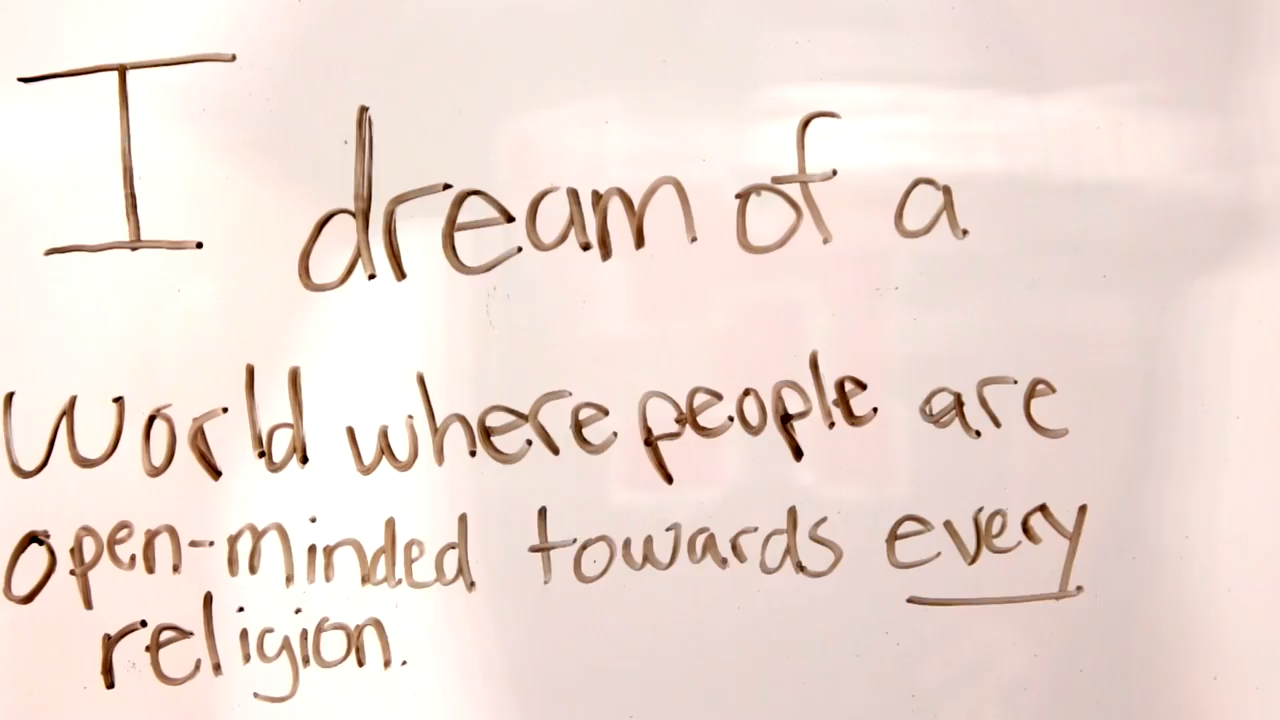 I dream of a
World where people are
open-minded towards every
religion.